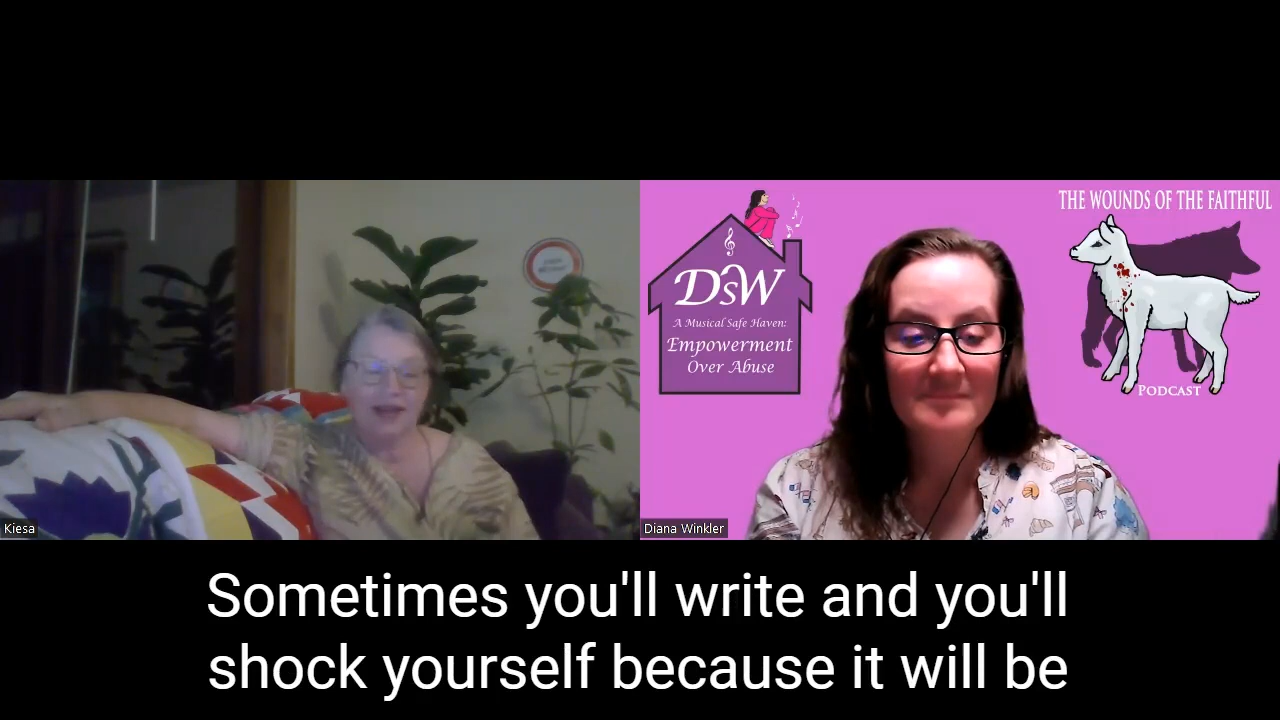 THE WOUNDS OF THE FAITHFUL
DSW
A Musical Safe Haven:
Empowerment
Over Abuse
PODCAST
Kiesa
Diana Winkler
Sometimes you'll write and you'll
shock yourself because it will be